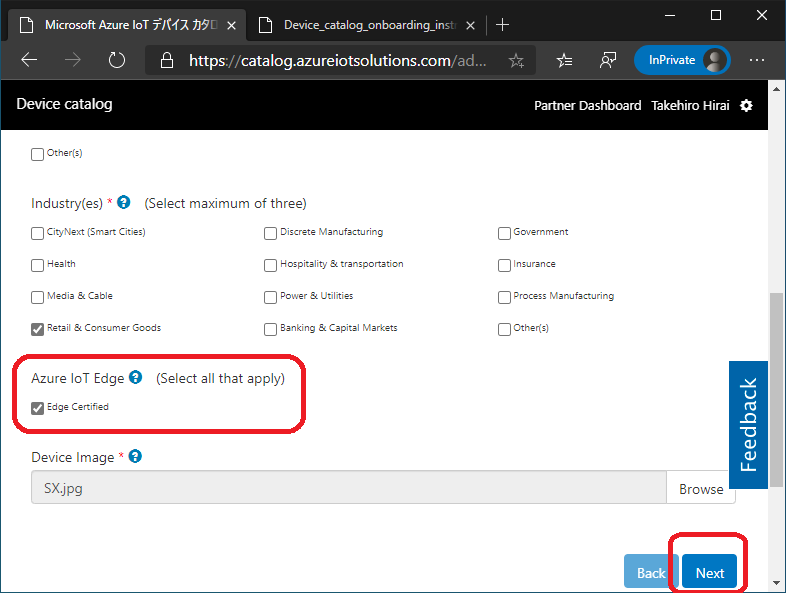 Microsoft Azure IoT デバイス カタロ
Device_catalog_onboarding_inst
https://catalog.azureiotsolutions.com/ad...
InPrivate
Device catalog
Partner Dashboard Takehiro Hirai
Other(s)
Industry(es) * ? (Select maximum of three)
CityNext (Smart Cities) Discrete Manufacturing Government
Health Hospitality & transportation Insurance
Media & Cable Power & Utilities Process Manufacturing
Retail & Consumer Goods Banking & Capital Markets Other(s)
Azure IoT Edge ? (Select all that apply)
Edge Certified
Feedback
Device Image * ?
SX.jpg Browse
Back Next